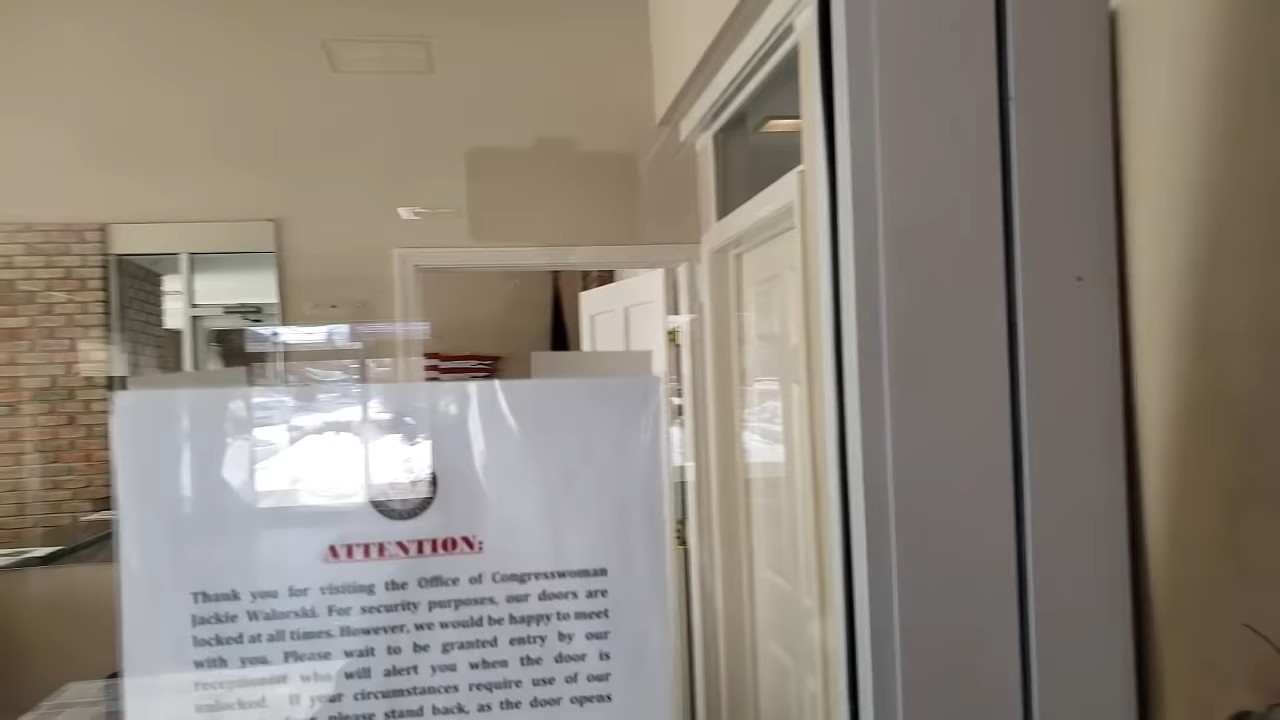 ATTENTION:
Thank you for visiting the Office of Congresswoman
Jackie Walorski. For security purposes, our doors are
locked at all times. However, we would be happy to meet
with you. Please wait to be granted entry by our
receptionist who will alert you when the door is
unlocked. If your circumstances require use of our
please stand back, as the door opens